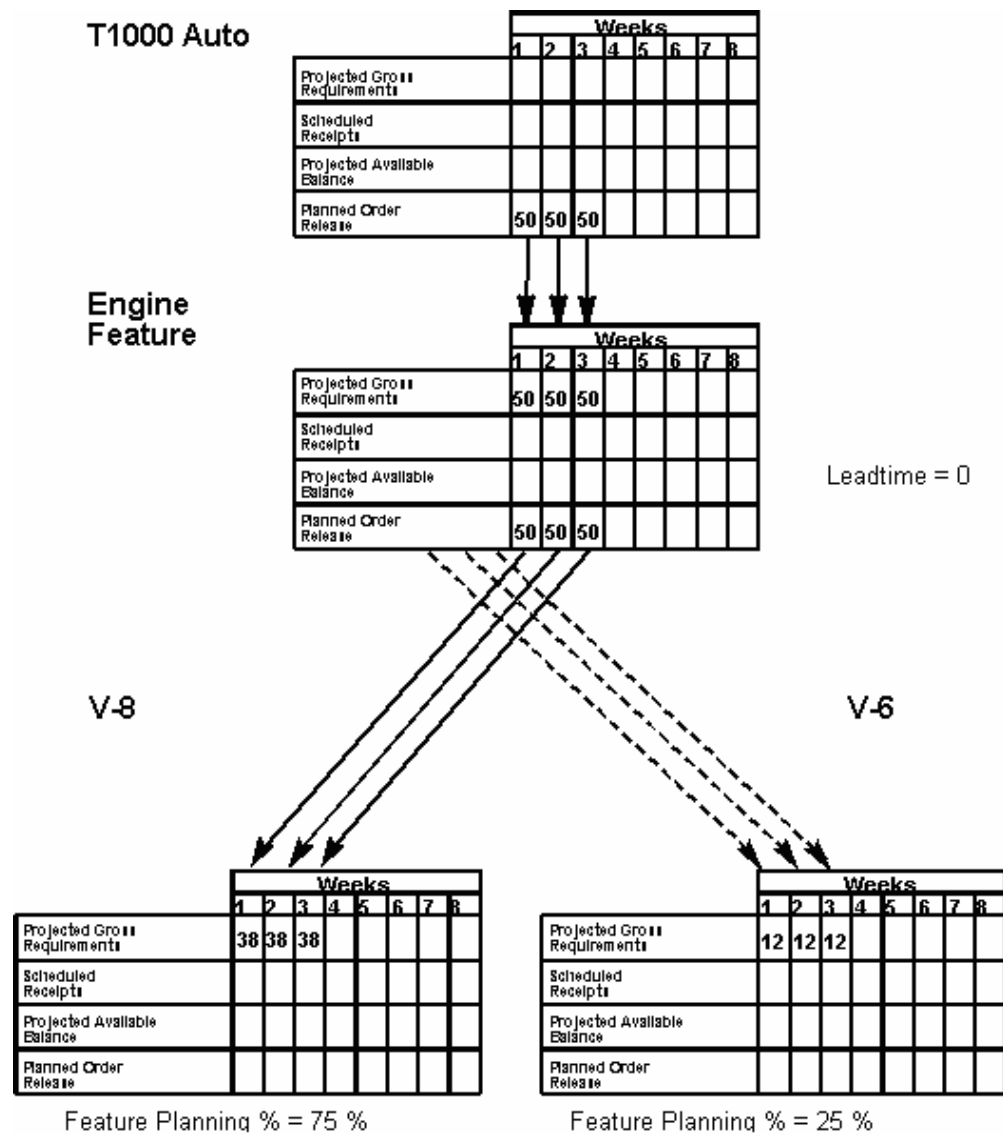 T1000 Auto
Weeks
1 2 3 4 5 6 7 8
Projected Gross
Requirements
Scheduled
Receipts
Projected Available
Balance
Planned Order
Release
50 50 50
Engine
Feature
Weeks
1 2 3 4 5 6 7 8
Projected Gross
Requirements
50 50 50
Scheduled
Receipts
Projected Available
Balance
Planned Order
Release
50 50 50
Leadtime = 0
V-8
Weeks
1 2 3 4 5 6 7 8
Projected Gross
Requirements
38 38 38
Scheduled
Receipts
Projected Available
Balance
Planned Order
Release
Feature Planning % = 75 %
V-6
Weeks
1 2 3 4 5 6 7 8
Projected Gross
Requirements
12 12 12
Scheduled
Receipts
Projected Available
Balance
Planned Order
Release
Feature Planning % = 25 %